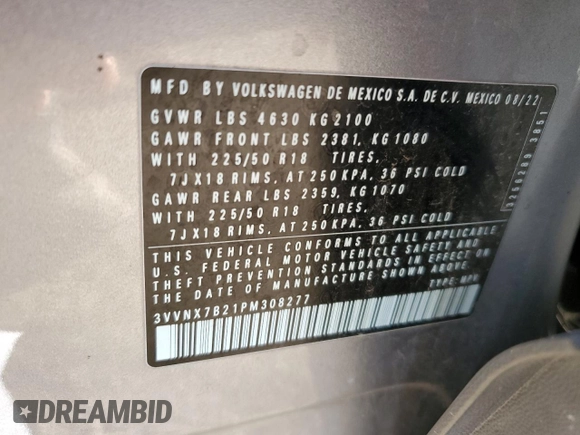 MFD BY VOLKSWAGEN DE MEXICO S.A. DE C.V. MEXICO 08/22
GVWR LBS 4630 KG 2100
GAWR FRONT LBS 2381, KG 1080
WITH 225/50 R18 TIRES,
7JX18 RIMS, AT 250 KPA, 36 PSI COLD
GAWR REAR LBS 2359, KG 1070
WITH 225/50 R18 TIRES,
7JX18 RIMS, AT 250 KPA, 36 PSI COLD
THIS VEHICLE CONFORMS TO ALL APPLICABLE
U.S. FEDERAL MOTOR VEHICLE SAFETY AND
THEFT PREVENTION STANDARDS IN EFFECT ON
THE DATE OF MANUFACTURE SHOWN ABOVE.
3VVNX7B21PM308277
TYPE:
3851
DREAMBID